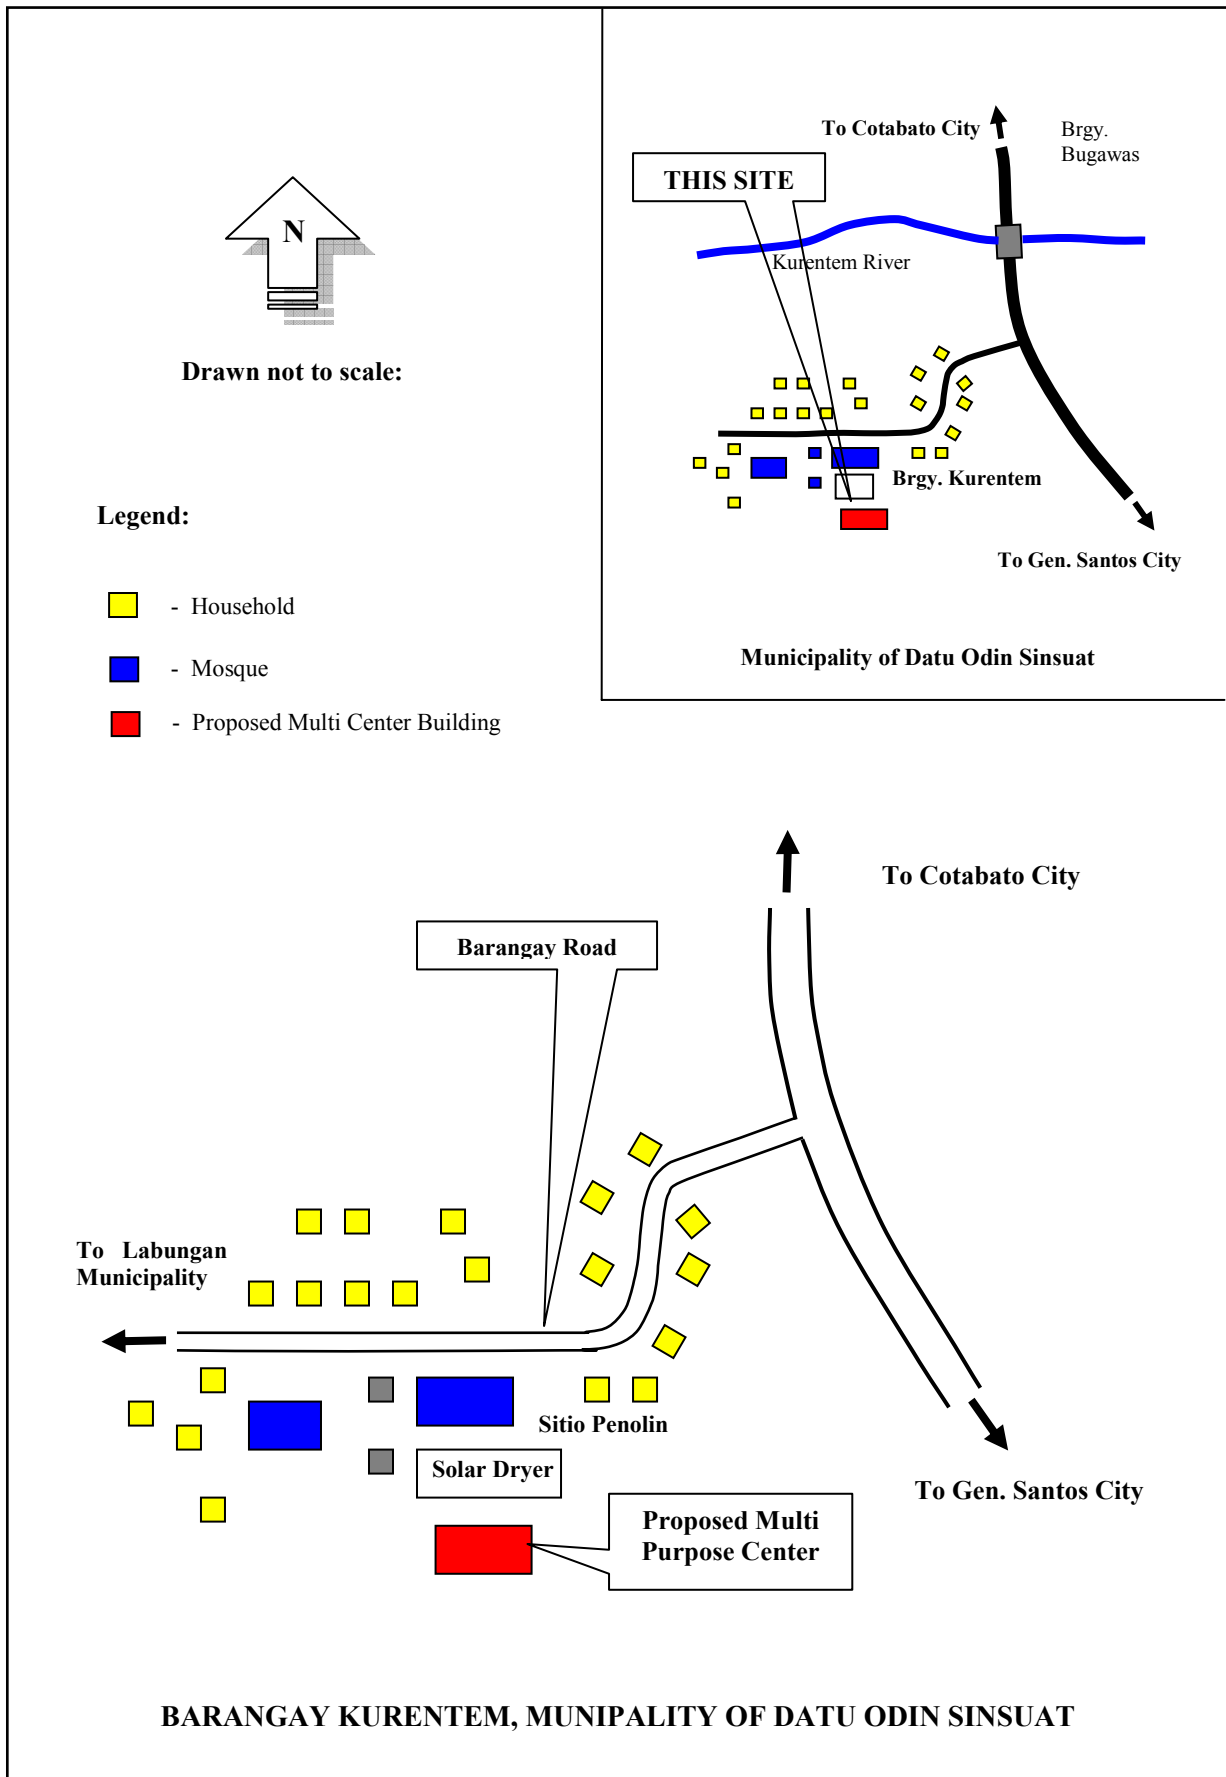 To Cotabato City
Brgy.
Bugawas
THIS SITE
N
Kurentem River
Drawn not to scale:
Brgy. Kurentem
Legend:
To Gen. Santos City
- Household
- Mosque
- Proposed Multi Center Building
Municipality of Datu Odin Sinsuat
To Cotabato City
Barangay Road
To Labungan
Municipality
Sitio Penolin
Solar Dryer
To Gen. Santos City
Proposed Multi
Purpose Center
BARANGAY KURENTEM, MUNIPALITY OF DATU ODIN SINSUAT